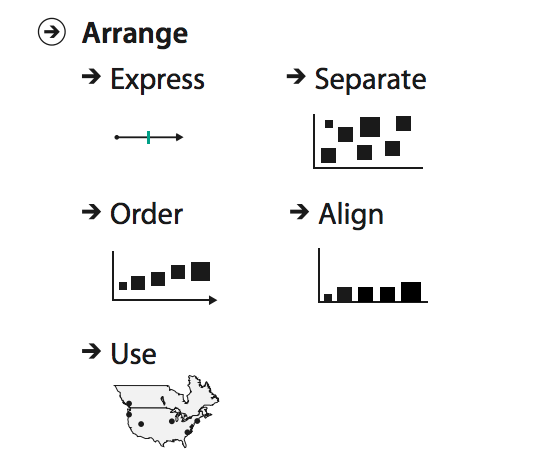 Arrange
Express
Separate
Order
Align
Use